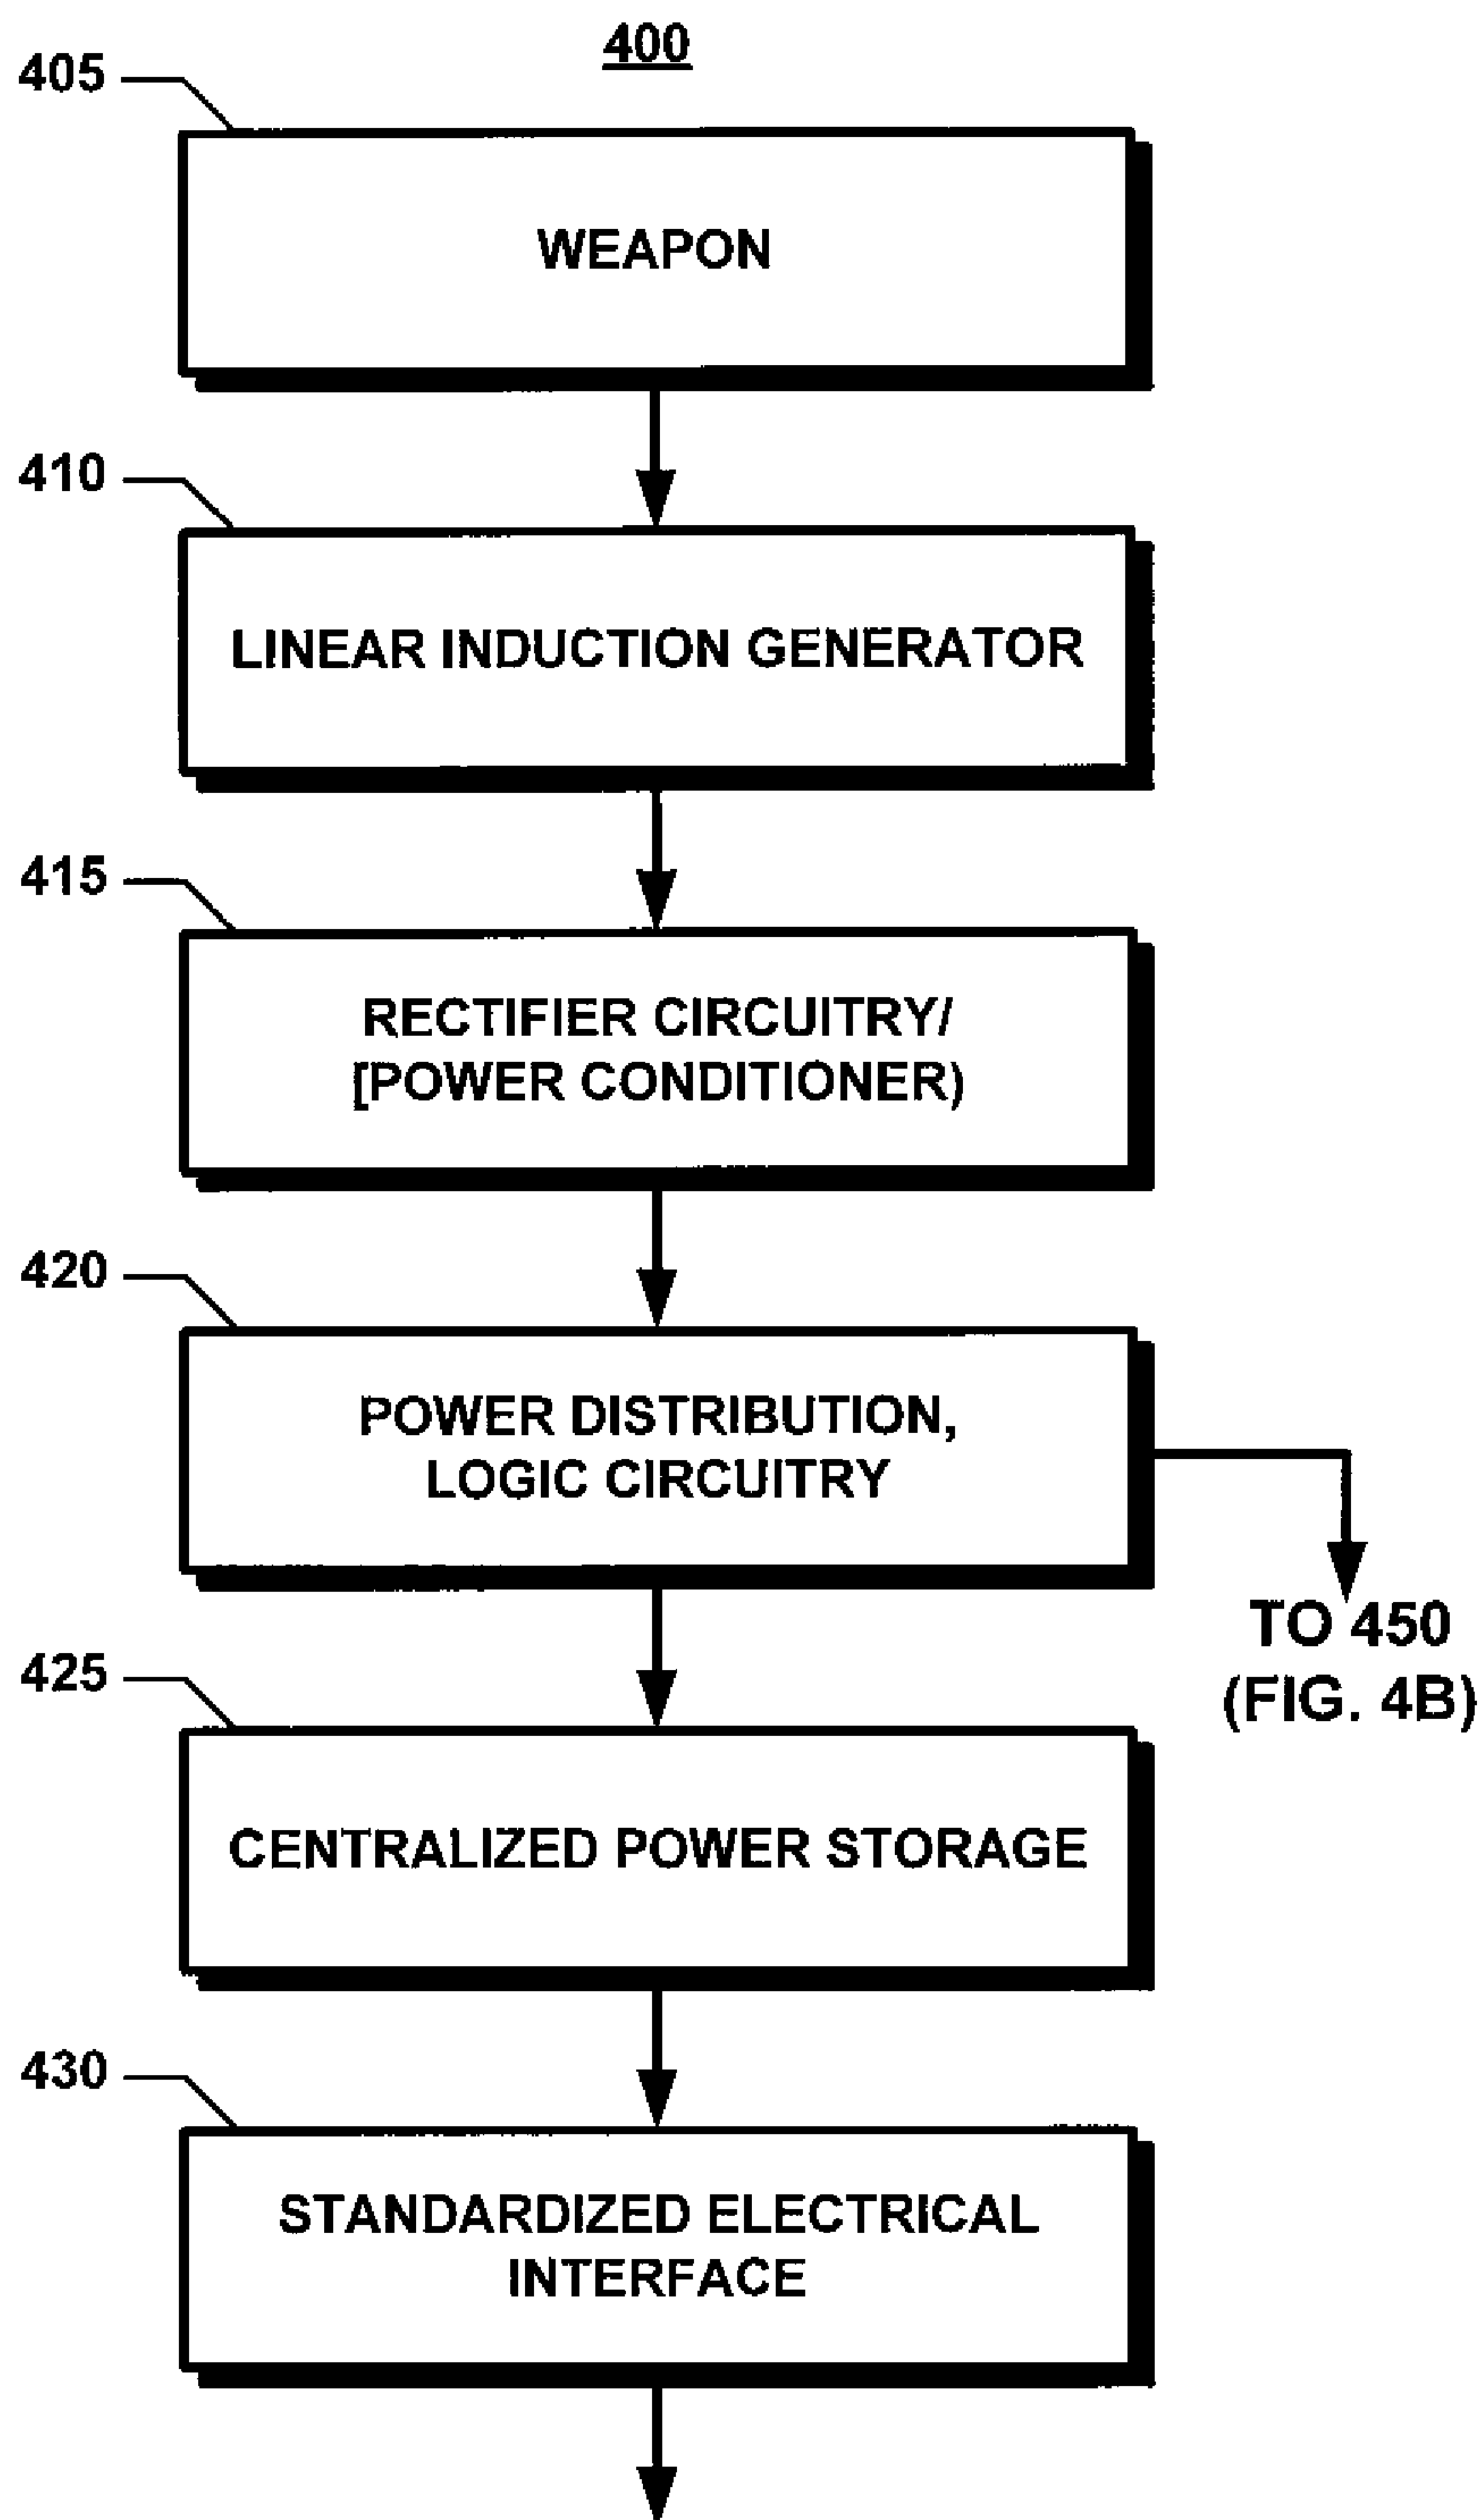 400
405
WEAPON
410
LINEAR INDUCTION GENERATOR
415
RECTIFIER CIRCUITRY/
[POWER CONDITIONER)
420
POWER DISTRIBUTION,
LOGIC CIRCUITRY
TO 450
(FIG. 4B)
425
CENTRALIZED POWER STORAGE
430
STANDARDIZED ELECTRICAL
INTERFACE